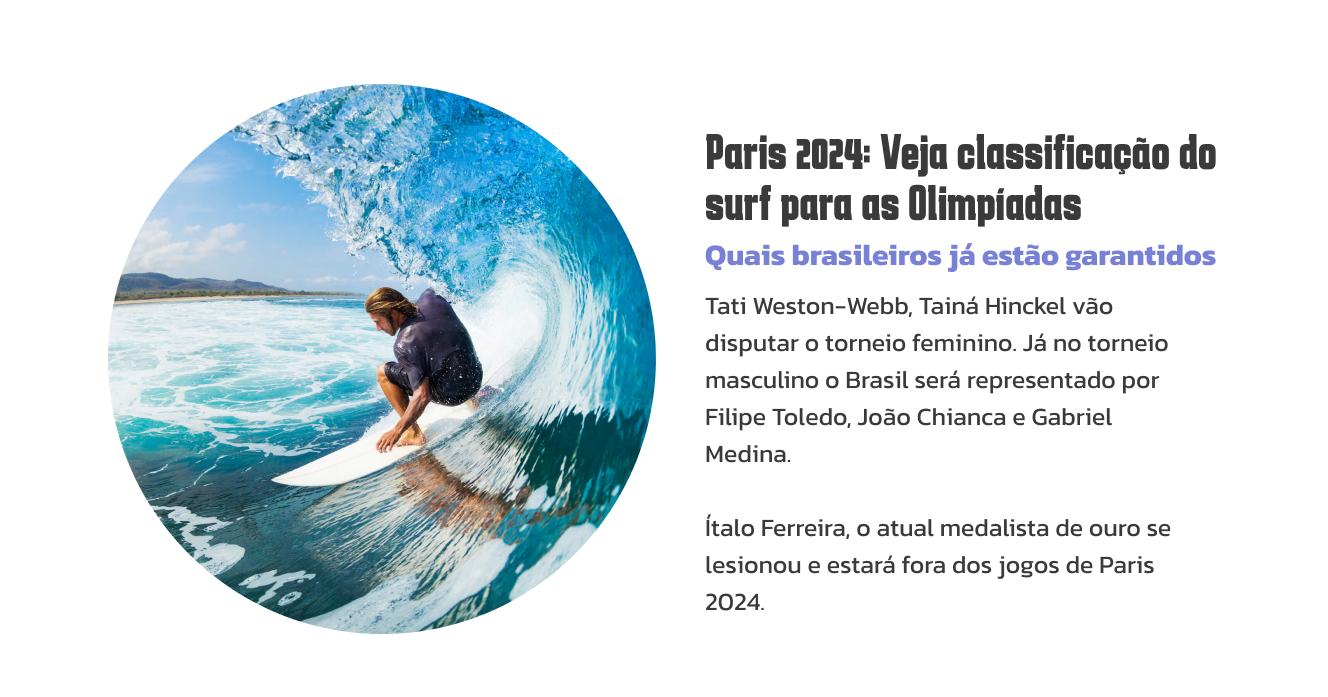 Paris 2024: Veja classificação do
surf para as Olimpíadas
Quais brasileiros já estão garantidos
Tati Weston-Webb, Tainá Hinckel vão
disputar o torneio feminino. Já no torneio
masculino o Brasil será representado por
Filipe Toledo, João Chianca e Gabriel
Medina.
Ítalo Ferreira, o atual medalista de ouro se
lesionou e estará fora dos jogos de Paris
2024.